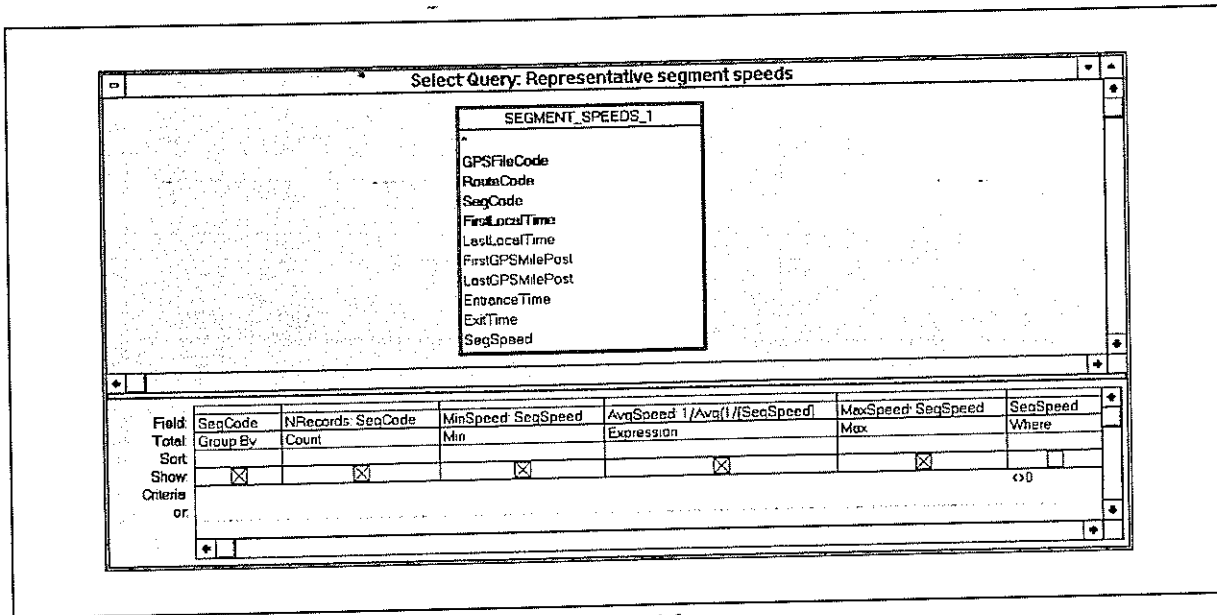 Select Query: Representative segment speeds
SEGMENT_SPEEDS_1
*
GPSFileCode
RouteCode
SegCode
FirstLocalTime
LastLocalTime
FirstGPSMilePost
LastGPSMilePost
EntranceTime
ExitTime
SegSpeed
Field: SegCode NRecords: SegCode MinSpeed: SegSpeed AvgSpeed: 1/Avg(1/[SegSpeed] MaxSpeed: SegSpeed SegSpeed
Total: Group By Count Min Expression Max Where
Sort:
Show:
Criteria: <>0
or: